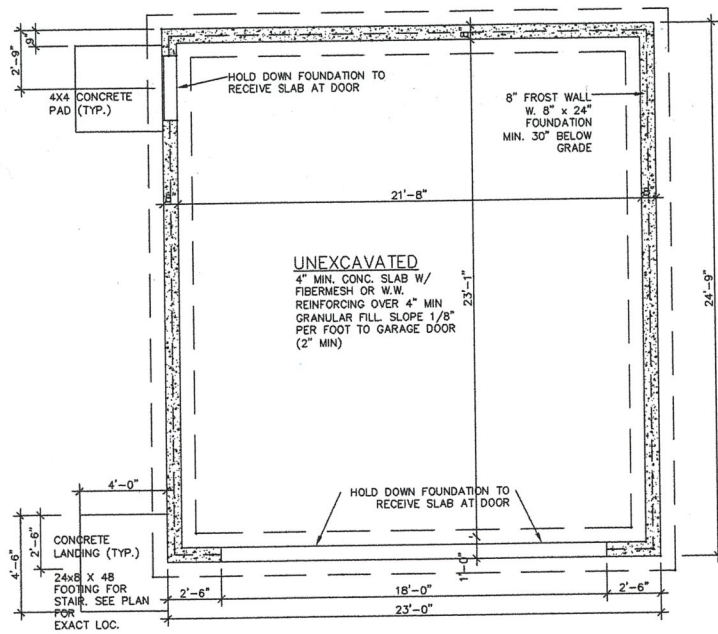 2'-9"
9"
8"
HOLD DOWN FOUNDATION TO
RECEIVE SLAB AT DOOR
4X4 CONCRETE
PAD (TYP.)
8" FROST WALL
W. 8" x 24"
FOUNDATION
MIN. 30" BELOW
GRADE
8"
21'-8"
8"
UNEXCAVATED
4" MIN. CONC. SLAB W/
FIBERMESH OR W.W.
REINFORCING OVER 4" MIN
GRANULAR FILL. SLOPE 1/8"
PER FOOT TO GARAGE DOOR
(2" MIN)
23'-1"
24'-9"
4'-0"
HOLD DOWN FOUNDATION TO
RECEIVE SLAB AT DOOR
4'-6"
2'-6"
CONCRETE
LANDING (TYP.)
24x8 X 48
FOOTING FOR
STAIR. SEE PLAN
FOR
EXACT LOC.
1'-0"
2'-6"
18'-0"
2'-6"
23'-0"